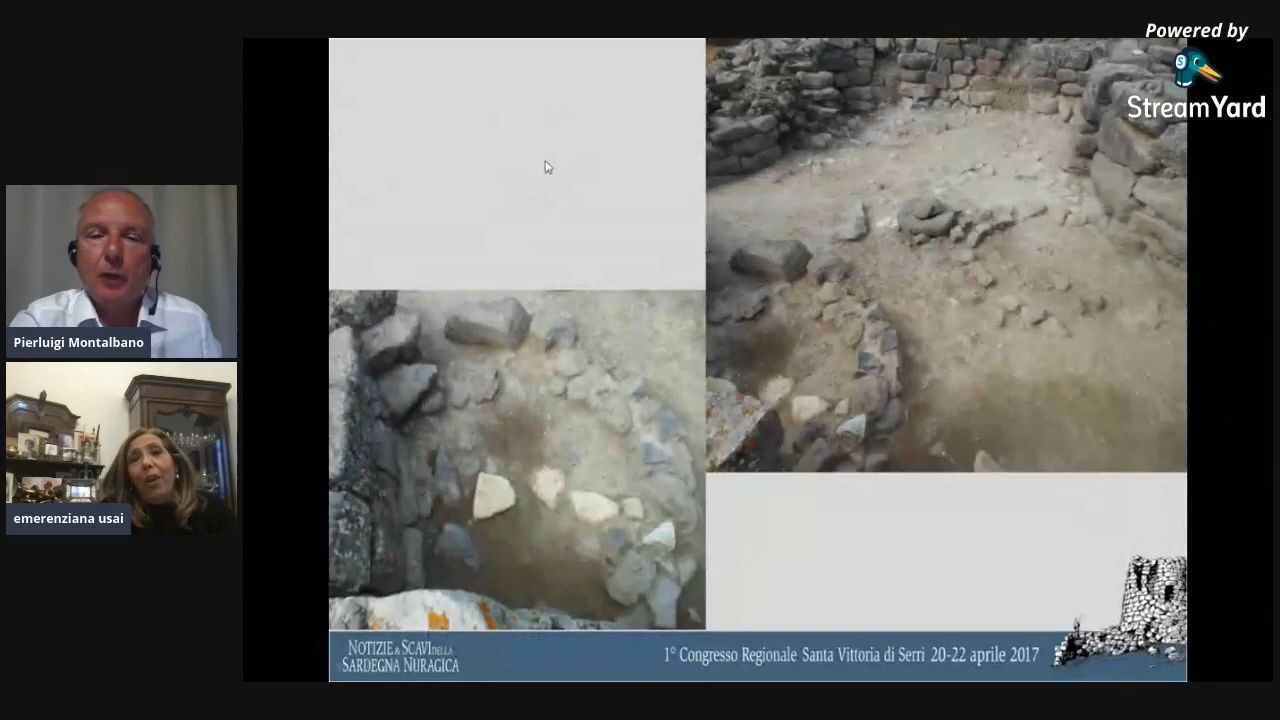 Powered by
StreamYard
Pierluigi Montalbano
emerenziana usai
NOTIZIE & SCAVI DELLA
SARDEGNA NURAGICA
1° Congresso Regionale Santa Vittoria di Serri 20-22 aprile 2017